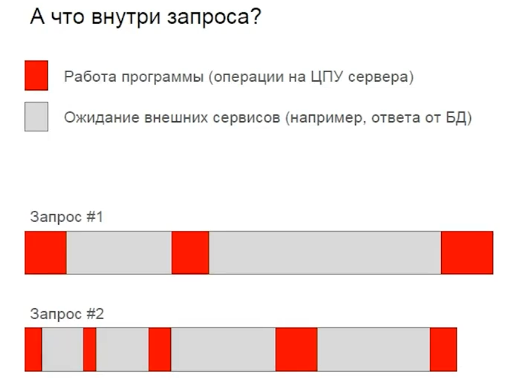 А что внутри запроса?
Работа программы (операции на ЦПУ сервера)
Ожидание внешних сервисов (например, ответа от БД)
Запрос #1
Запрос #2